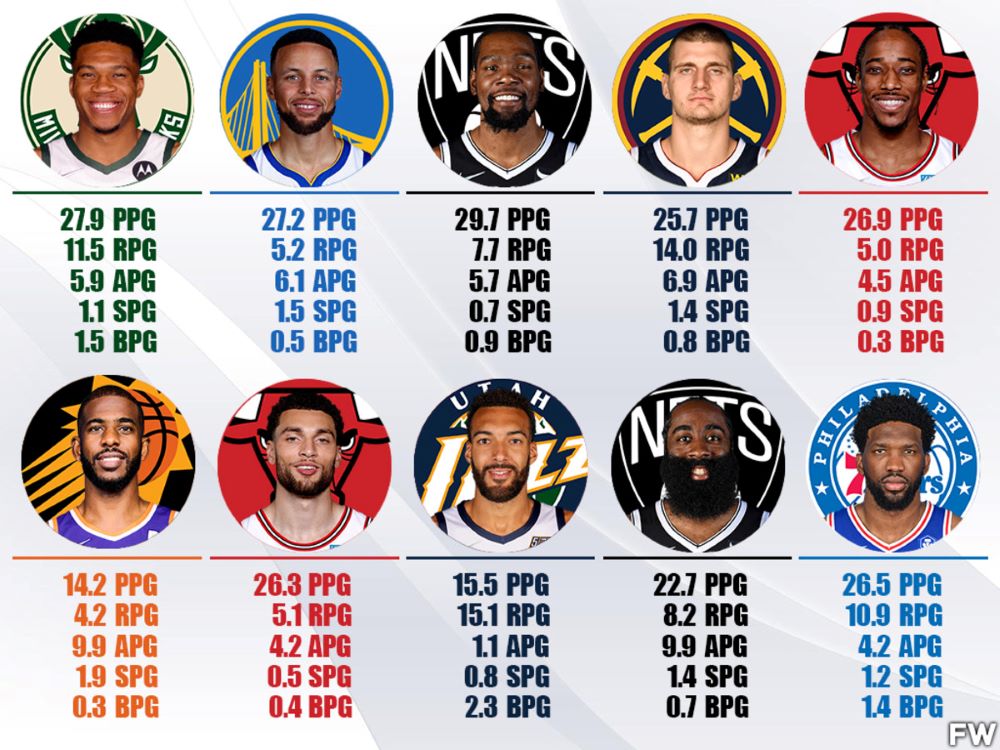 MIL KS
NETS
27.9 PPG
11.5 RPG
5.9 APG
1.1 SPG
1.5 BPG
27.2 PPG
5.2 RPG
6.1 APG
1.5 SPG
0.5 BPG
29.7 PPG
7.7 RPG
5.7 APG
0.7 SPG
0.9 BPG
25.7 PPG
14.0 RPG
6.9 APG
1.4 SPG
0.8 BPG
26.9 PPG
5.0 RPG
4.5 APG
0.9 SPG
0.3 BPG
UTAH
NETS
PHILADELPHIA
14.2 PPG
4.2 RPG
9.9 APG
1.9 SPG
0.3 BPG
26.3 PPG
5.1 RPG
4.2 APG
0.5 SPG
0.4 BPG
15.5 PPG
15.1 RPG
1.1 APG
0.8 SPG
2.3 BPG
22.7 PPG
8.2 RPG
9.9 APG
1.4 SPG
0.7 BPG
26.5 PPG
10.9 RPG
4.2 APG
1.2 SPG
1.4 BPG
FW